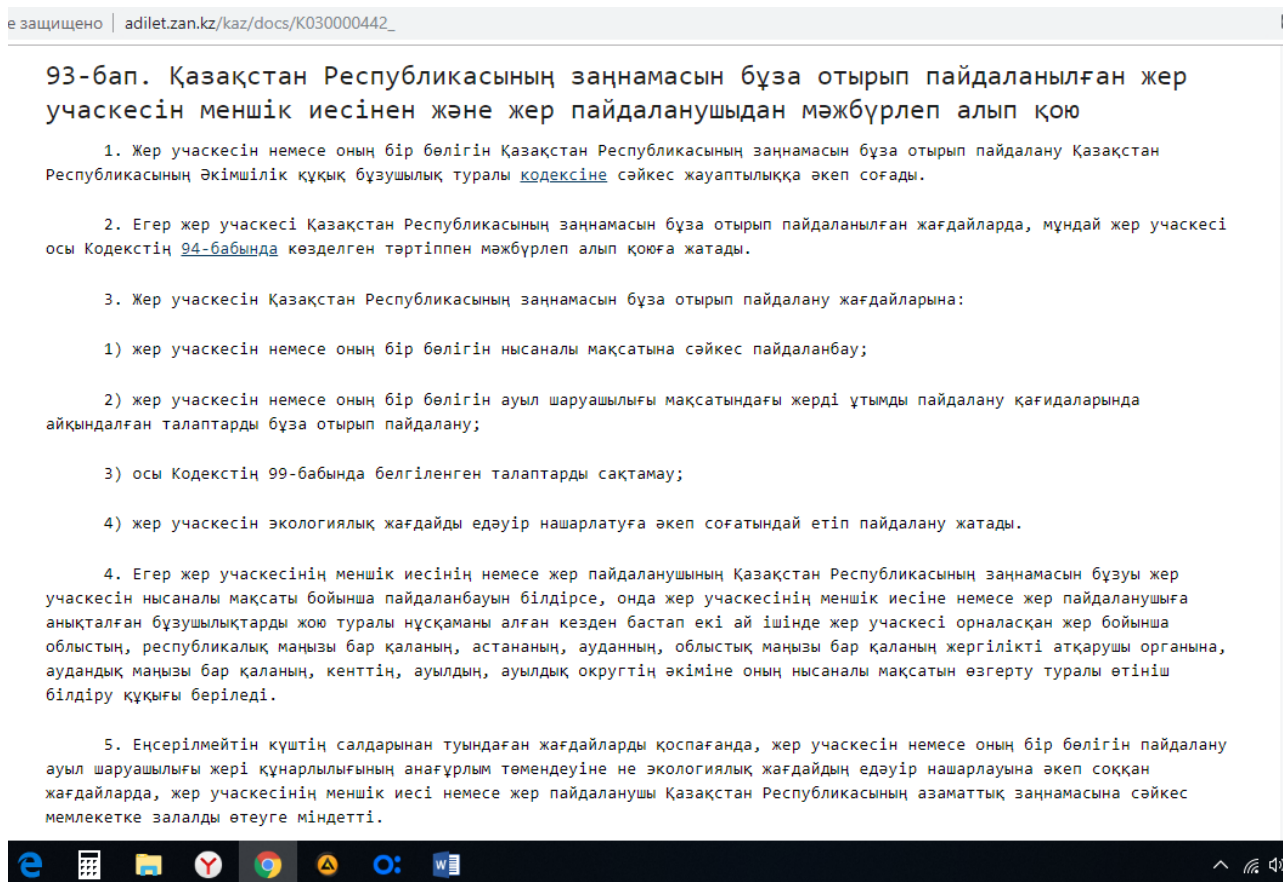 е защищено | adilet.zan.kz/kaz/docs/K030000442_
93-бап. Қазақстан Республикасының заңнамасын бұза отырып пайдаланылған жер
учаскесін меншік иесінен және жер пайдаланушыдан мәжбүрлеп алып қою
1. Жер учаскесін немесе оның бір бөлігін Қазақстан Республикасының заңнамасын бұза отырып пайдалану Қазақстан
Республикасының Әкімшілік құқық бұзушылық туралы кодексіне сәйкес жауаптылыққа әкеп соғады.
2. Егер жер учаскесі Қазақстан Республикасының заңнамасын бұза отырып пайдаланылған жағдайларда, мұндай жер учаскесі
осы Кодекстің 94-бабында көзделген тәртіппен мәжбүрлеп алып қоюға жатады.
3. Жер учаскесін Қазақстан Республикасының заңнамасын бұза отырып пайдалану жағдайларына:
1) жер учаскесін немесе оның бір бөлігін нысаналы мақсатына сәйкес пайдаланбау;
2) жер учаскесін немесе оның бір бөлігін ауыл шаруашылығы мақсатындағы жерді ұтымды пайдалану қағидаларында
айқындалған талаптарды бұза отырып пайдалану;
3) осы Кодекстің 99-бабында белгіленген талаптарды сақтамау;
4) жер учаскесін экологиялық жағдайды едәуір нашарлатуға әкеп соғатындай етіп пайдалану жатады.
4. Егер жер учаскесінің меншік иесінің немесе жер пайдаланушының Қазақстан Республикасының заңнамасын бұзуы жер
учаскесін нысаналы мақсаты бойынша пайдаланбауын білдірсе, онда жер учаскесінің меншік иесіне немесе жер пайдаланушыға
анықталған бұзушылықтарды жою туралы нұсқаманы алған кезден бастап екі ай ішінде жер учаскесі орналасқан жер бойынша
облыстың, республикалық маңызы бар қаланың, астананың, ауданның, облыстық маңызы бар қаланың жергілікті атқарушы органына,
аудандық маңызы бар қаланың, кенттің, ауылдың, ауылдық округтің әкіміне оның нысаналы мақсатын өзгерту туралы өтініш
білдіру құқығы беріледі.
5. Еңсерілмейтін күштің салдарынан туындаған жағдайларды қоспағанда, жер учаскесін немесе оның бір бөлігін пайдалану
ауыл шаруашылығы жері құнарлылығының анағұрлым төмендеуіне не экологиялық жағдайдың едәуір нашарлауына әкеп соққан
жағдайларда, жер учаскесінің меншік иесі немесе жер пайдаланушы Қазақстан Республикасының азаматтық заңнамасына сәйкес
мемлекетке залалды өтеуге міндетті.